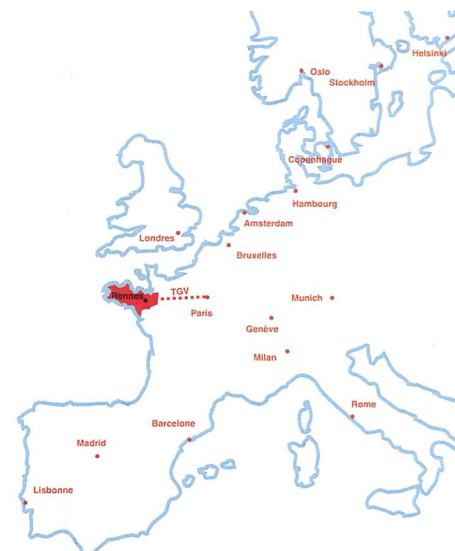 Helsinki
Oslo
Stockholm
Copenhague
Hambourg
Amsterdam
Londres
Bruxelles
TGV
Rennes
Munich
Paris
Genève
Milan
Rome
Barcelone
Madrid
Lisbonne